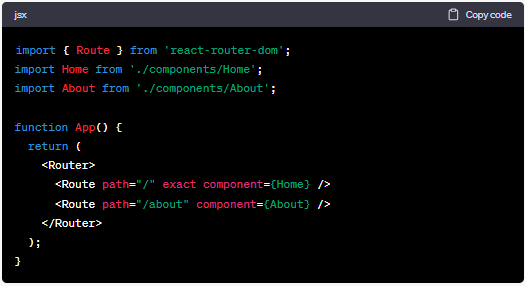 jsx
Copy code
import { Route } from 'react-router-dom';
import Home from './components/Home';
import About from './components/About';
function App() {
return (
<Router>
<Route path="/" exact component={Home} />
<Route path="/about" component={About} />
</Router>
);
}